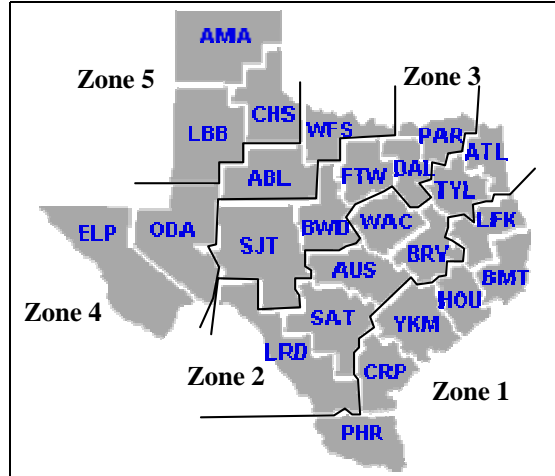 AMA
Zone 5
Zone 3
CHS
LBB
WFS
PAR
ATL
ABL
FTW
DAL
TYL
ELP
ODA
SJT
BWD
WAC
LFK
BRY
AUS
BMT
HOU
Zone 4
SAT
YKM
LRD
Zone 2
CRP
Zone 1
PHR